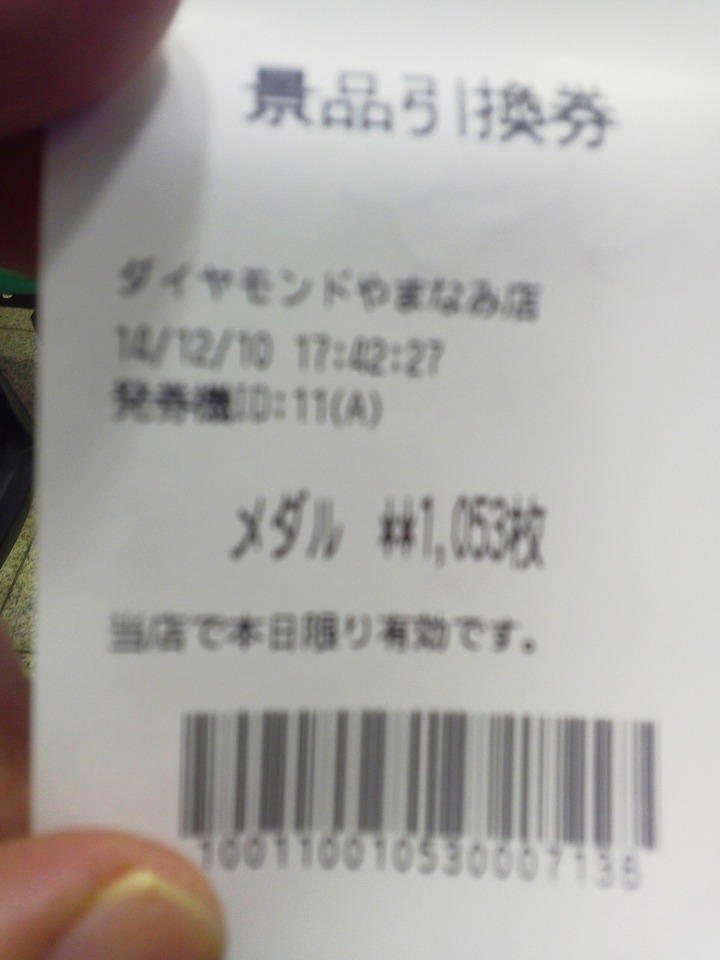 景品引換券
ダイヤモンドやまなみ店
14/12/10 17:42:27
発券機ID:11(A)
メダル **1,053枚
当店で本日限り有効です。
100110010530007136